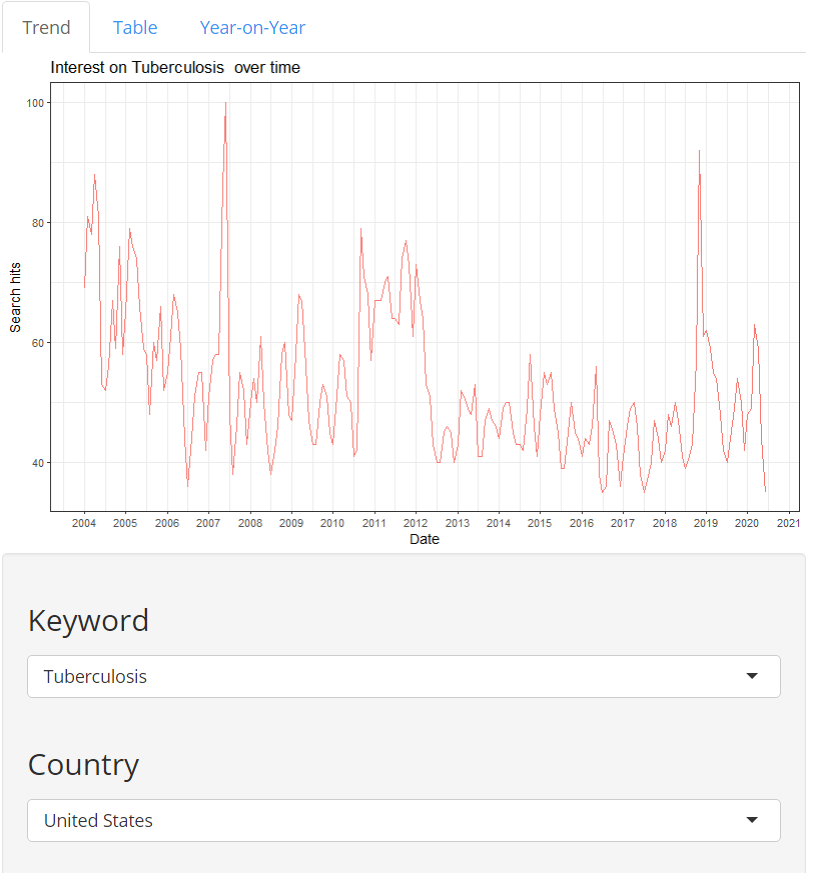 Trend Table Year-on-Year
Interest on Tuberculosis  over time
100
80
60
40
Search hits
2004 2005 2006 2007 2008 2009 2010 2011 2012 2013 2014 2015 2016 2017 2018 2019 2020 2021
Date
Keyword
Tuberculosis
Country
United States